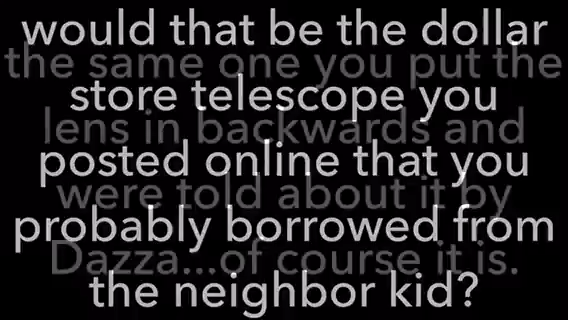 would that be the dollar
store telescope you
posted online that you
probably borrowed from
the neighbor kid?
the same one you put the
lens in backwards and
were told about it by
Dazza...of course it is.